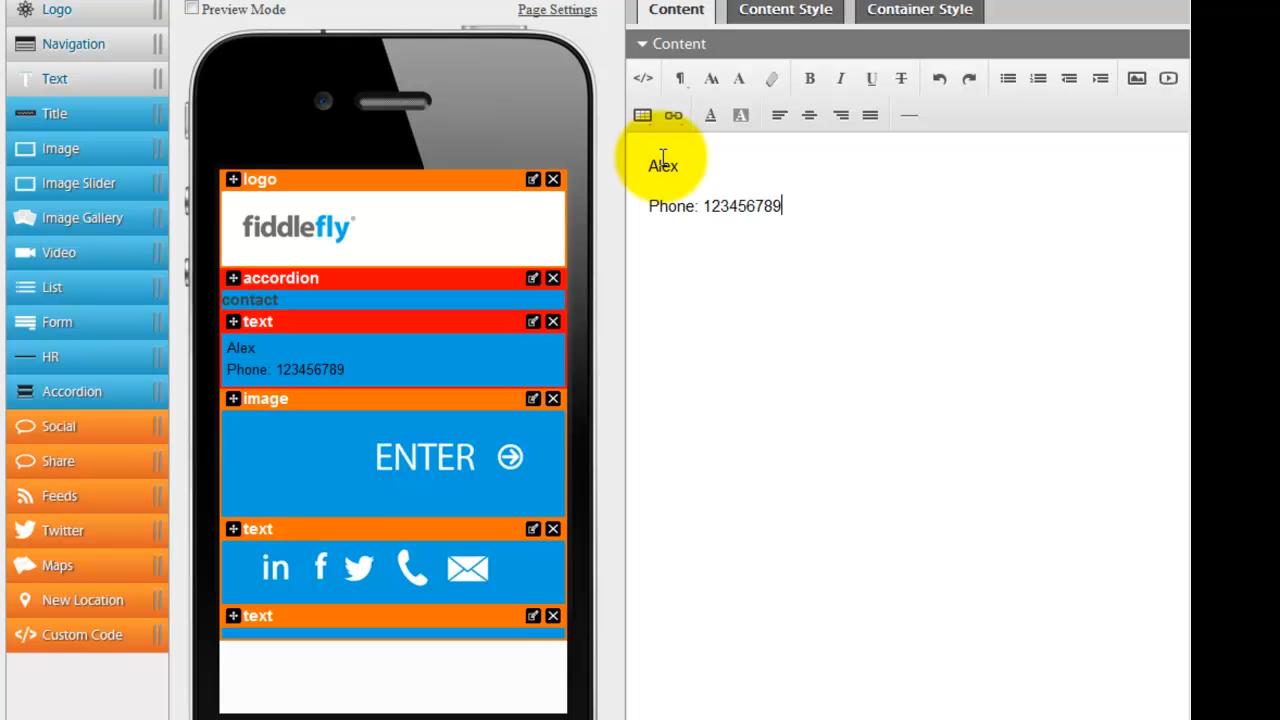 Logo
Navigation
Text
Title
Image
Image Slider
Image Gallery
Video
List
Form
HR
Accordion
Social
Share
Feeds
Twitter
Maps
New Location
Custom Code
Preview Mode
Page Settings
logo
fiddlefly
accordion
contact
text
Alex
Phone: 123456789
image
ENTER
text
in f
text
Content
Content Style
Container Style
Content
Alex
Phone: 123456789